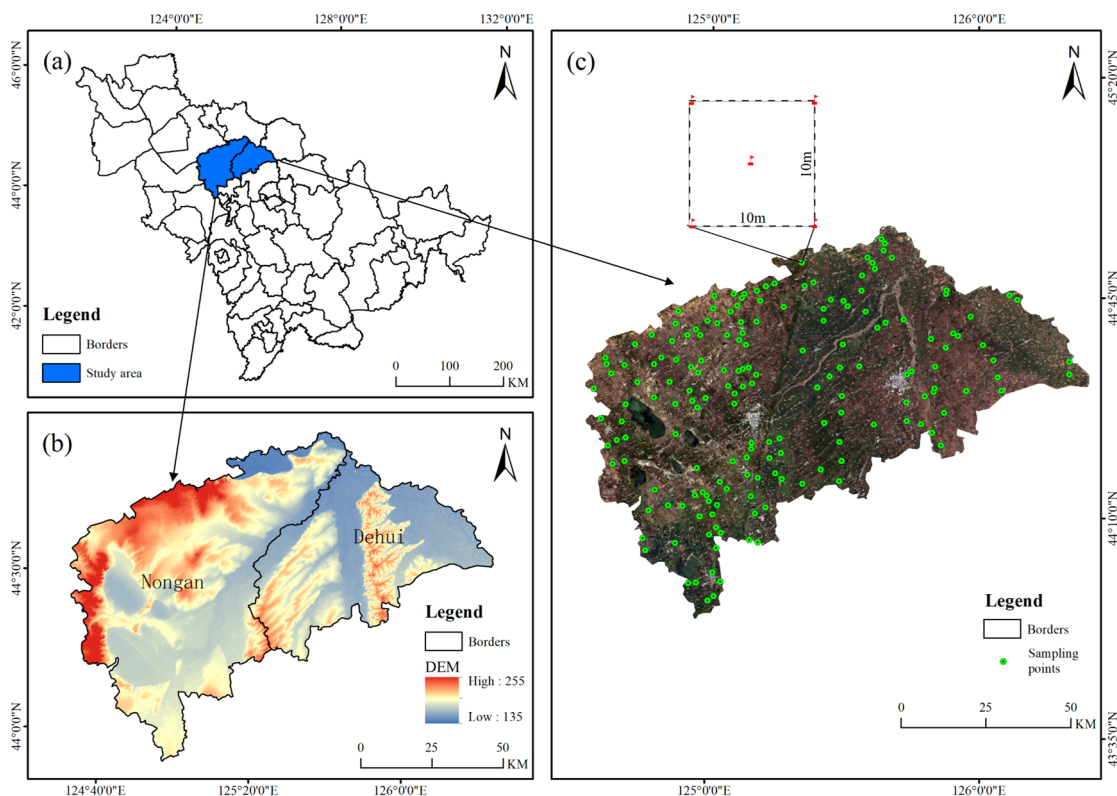 124°0'0"E
128°0'0"E
132°0'0"E
46°0'0"N
44°0'0"N
42°0'0"N
(a)
N
Legend
Borders
Study area
0 100 200
KM
(b)
N
Nongan
Dehui
Legend
Borders
DEM
High : 255
Low : 135
0 25 50
KM
44°30'0"N
44°0'0"N
124°40'0"E
125°20'0"E
126°0'0"E
125°0'0"E
126°0'0"E
(c)
N
10m
10m
Legend
Borders
Sampling
points
0 25 50
KM
45°20'0"N
44°45'0"N
44°10'0"N
43°35'0"N
125°0'0"E
126°0'0"E